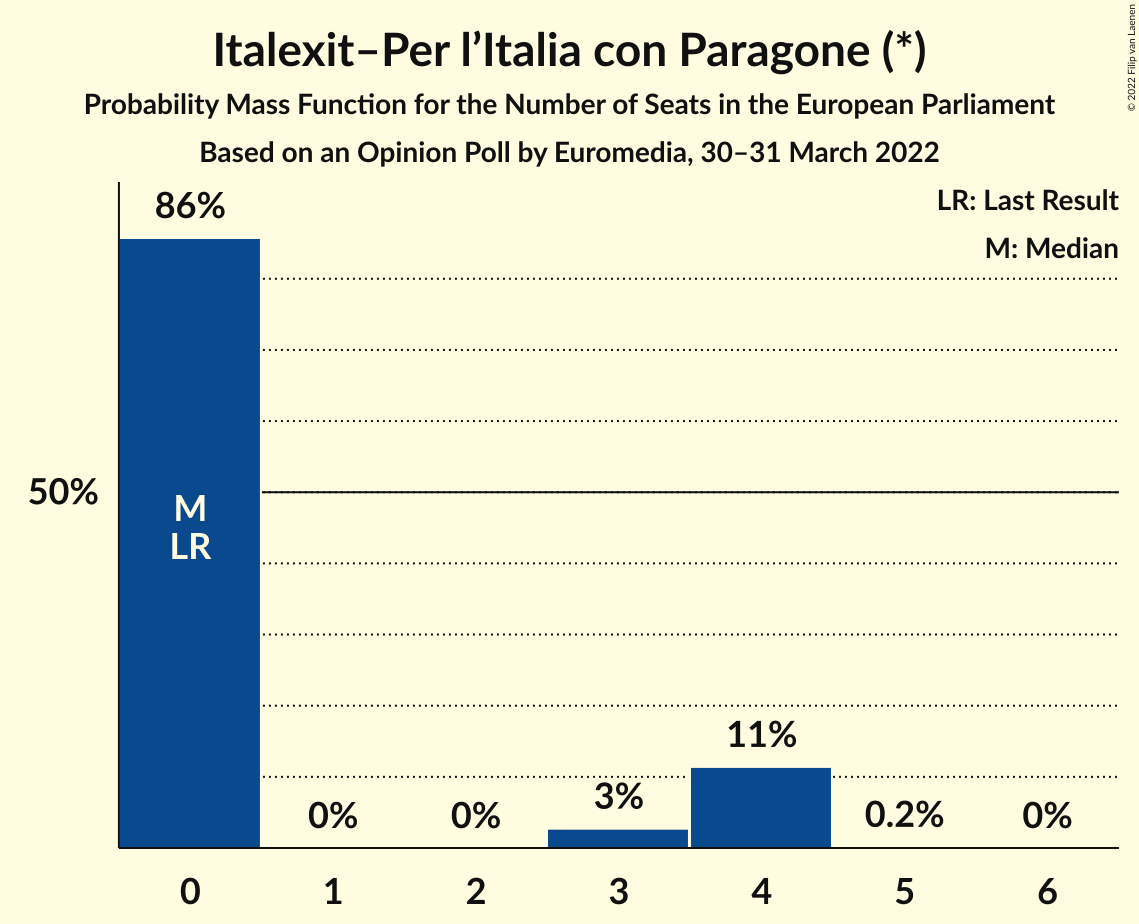 Italexit–Per l’Italia con Paragone (*)
Probability Mass Function for the Number of Seats in the European Parliament
Based on an Opinion Poll by Euromedia, 30–31 March 2022
© 2022 Filip van Laenen
LR: Last Result
M: Median
86%
50%
M
LR
0%
0%
3%
11%
0.2%
0%
0
1
2
3
4
5
6